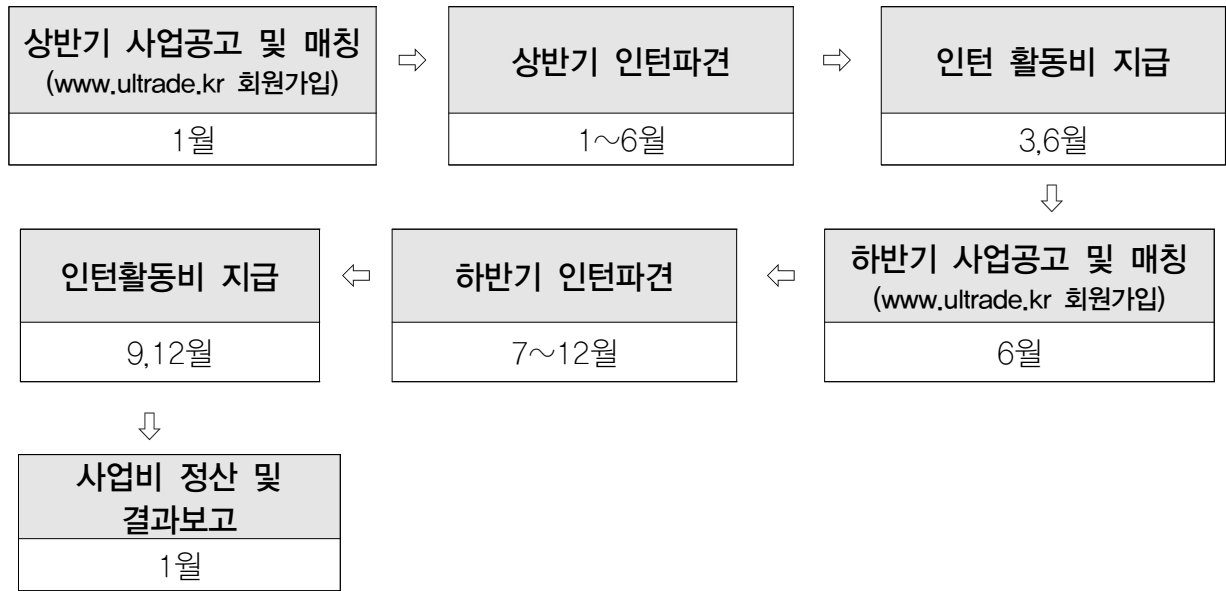 상반기 사업공고 및 매칭
(www.ultrade.kr 회원가입)
1월
⇨
상반기 인턴파견
1～6월
⇨
인턴 활동비 지급
3,6월
⇩
하반기 사업공고 및 매칭
(www.ultrade.kr 회원가입)
6월
⇦
하반기 인턴파견
7～12월
⇦
인턴활동비 지급
9,12월
⇩
사업비 정산 및
결과보고
1월